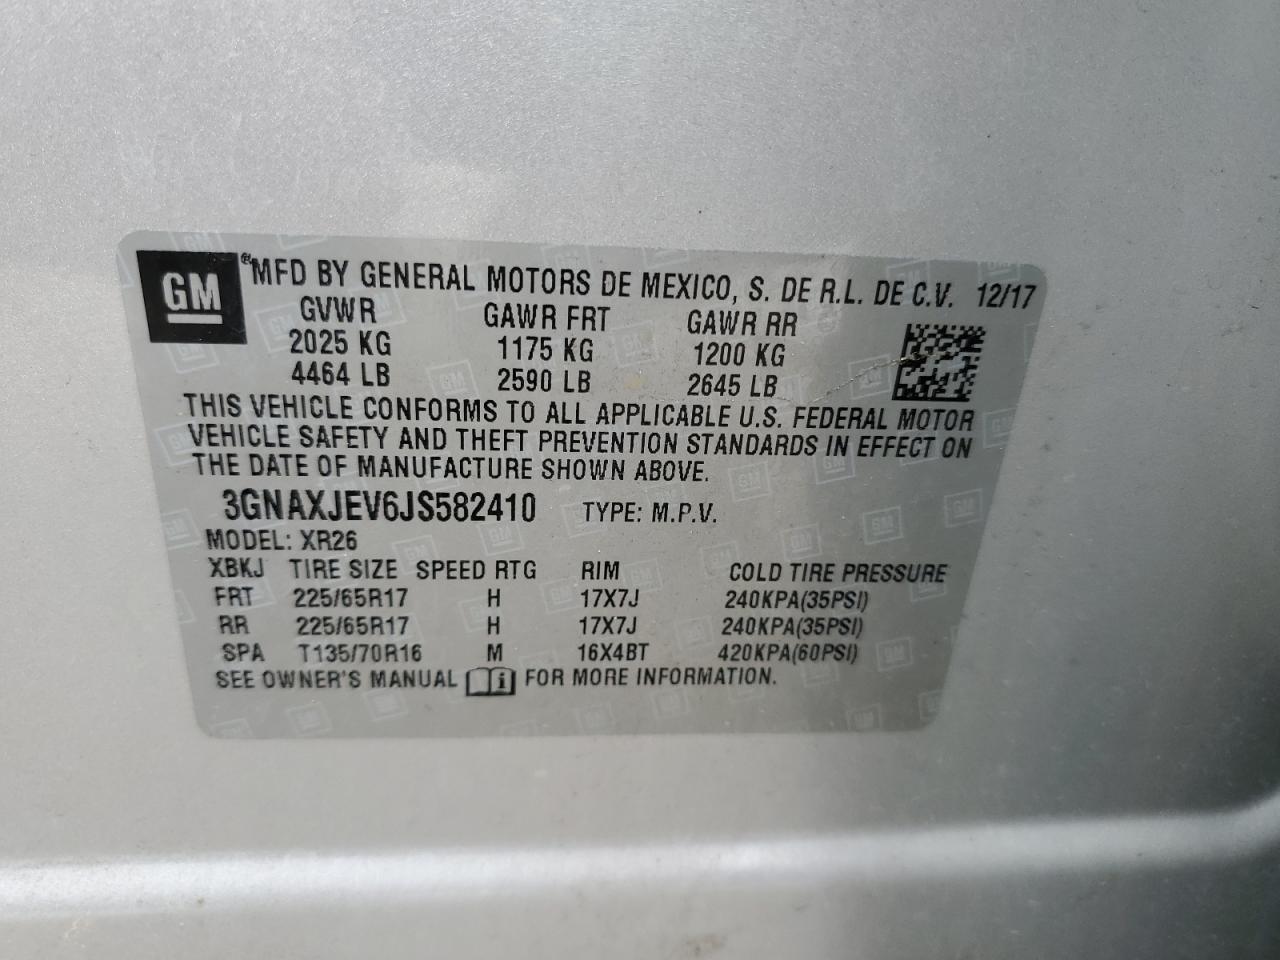 GM ® MFD BY GENERAL MOTORS DE MEXICO, S. DE R.L. DE C.V. 12/17
GVWR GAWR FRT GAWR RR
2025 KG 1175 KG 1200 KG
4464 LB 2590 LB 2645 LB
THIS VEHICLE CONFORMS TO ALL APPLICABLE U.S. FEDERAL MOTOR
VEHICLE SAFETY AND THEFT PREVENTION STANDARDS IN EFFECT ON
THE DATE OF MANUFACTURE SHOWN ABOVE.
3GNAXJEV6JS582410 TYPE: M.P.V.
MODEL: XR26
XBKJ TIRE SIZE SPEED RTG RIM COLD TIRE PRESSURE
FRT 225/65R17 H 17X7J 240KPA(35PSI)
RR 225/65R17 H 17X7J 240KPA(35PSI)
SPA T135/70R16 M 16X4BT 420KPA(60PSI)
SEE OWNER'S MANUAL i FOR MORE INFORMATION.